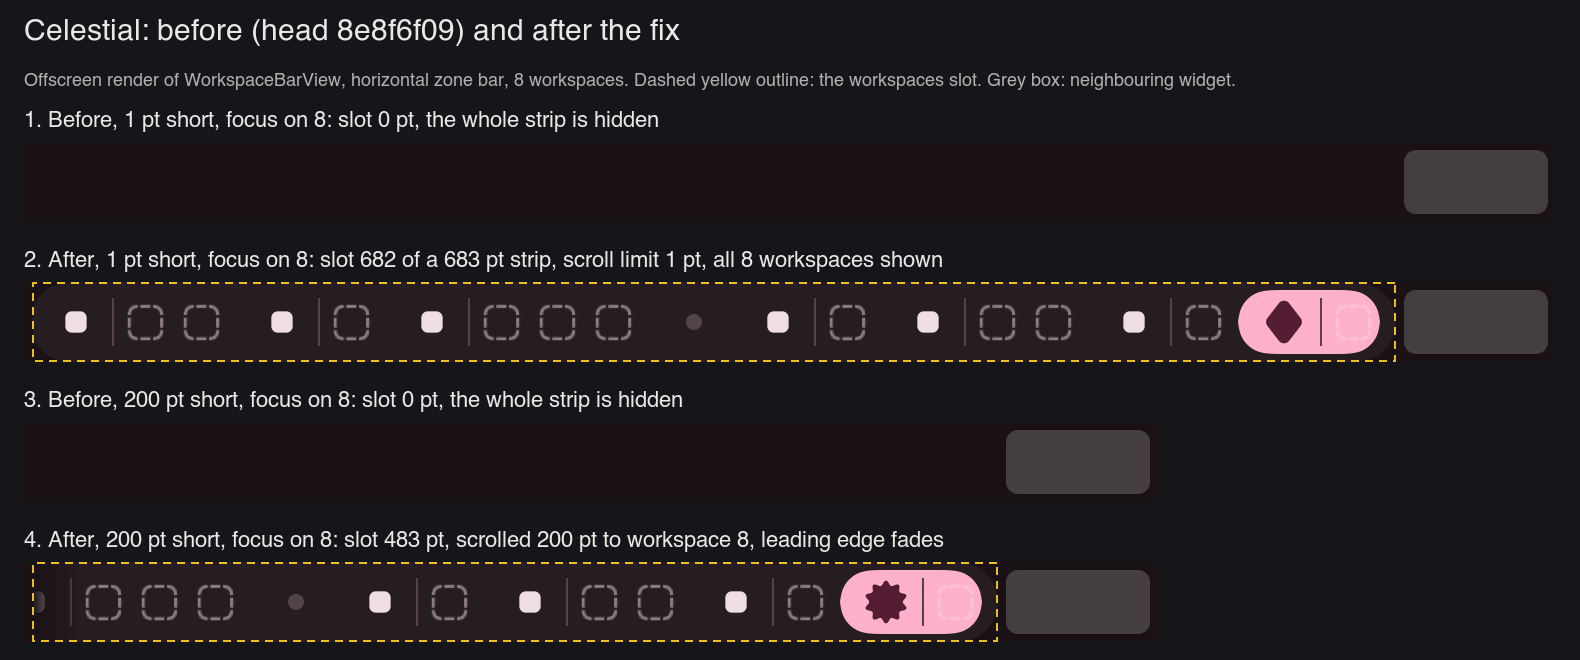 Celestial: before (head 8e8f6f09) and after the fix
Offscreen render of WorkspaceBarView, horizontal zone bar, 8 workspaces. Dashed yellow outline: the workspaces slot. Grey box: neighbouring widget.
1. Before, 1 pt short, focus on 8: slot 0 pt, the whole strip is hidden
2. After, 1 pt short, focus on 8: slot 682 of a 683 pt strip, scroll limit 1 pt, all 8 workspaces shown
3. Before, 200 pt short, focus on 8: slot 0 pt, the whole strip is hidden
4. After, 200 pt short, focus on 8: slot 483 pt, scrolled 200 pt to workspace 8, leading edge fades